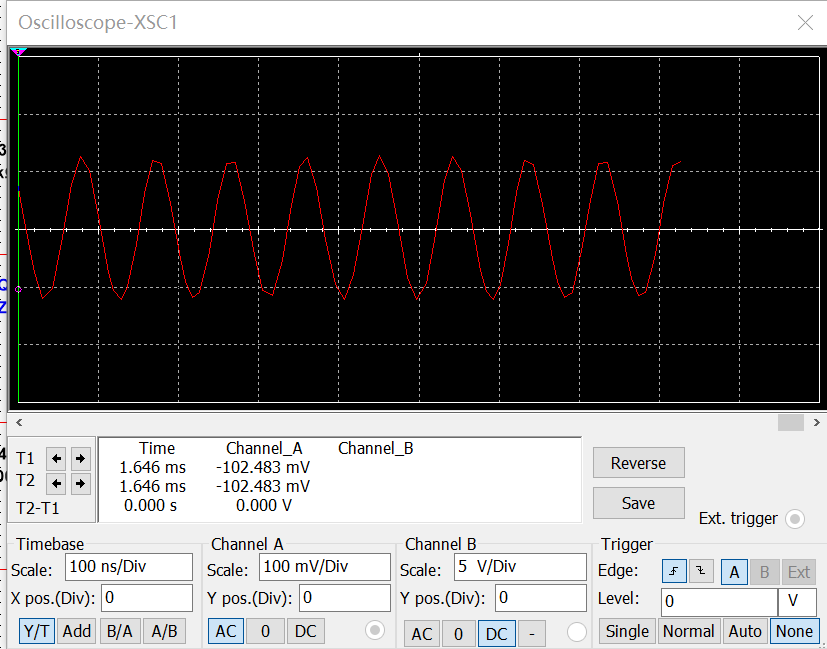 Oscilloscope-XSC1
Time Channel_A Channel_B
T1 1.646 ms -102.483 mV
T2 1.646 ms -102.483 mV
T2-T1 0.000 s 0.000 V
Reverse
Save
Ext. trigger
Timebase
Scale: 100 ns/Div
X pos.(Div): 0
Y/T Add B/A A/B
Channel A
Scale: 100 mV/Div
Y pos.(Div): 0
AC 0 DC
Channel B
Scale: 5 V/Div
Y pos.(Div): 0
AC 0 DC -
Trigger
Edge: A B Ext
Level: 0 V
Single Normal Auto None